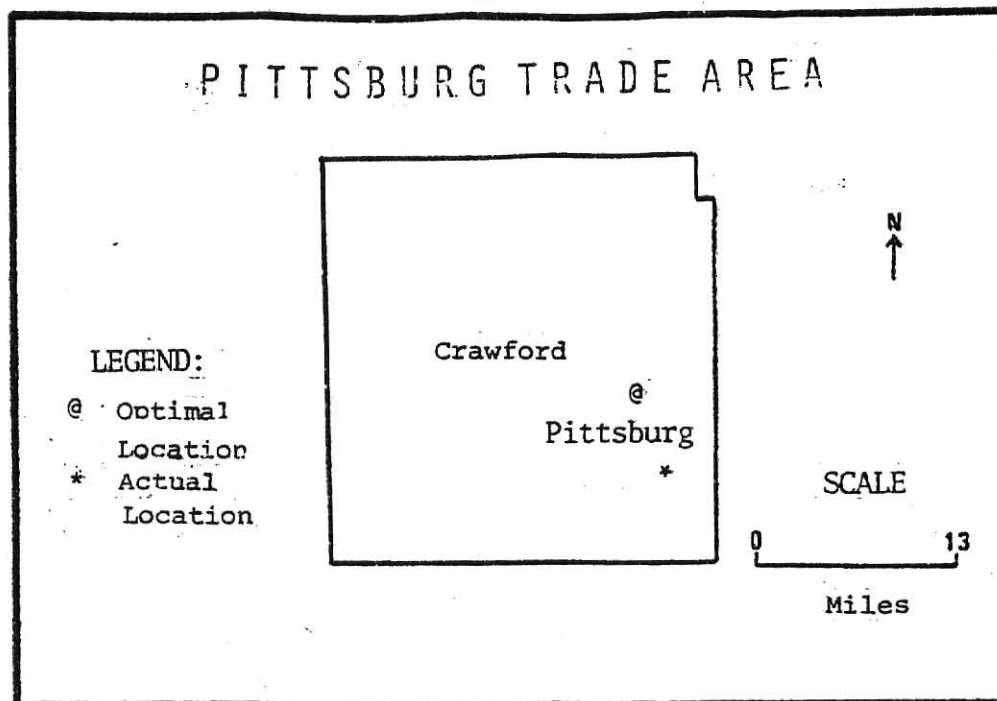 PITTSBURG TRADE AREA
N
Crawford
LEGEND:
@
@ Optimal
Location
Pittsburg
* Actual
Location
*
SCALE
0 13
Miles